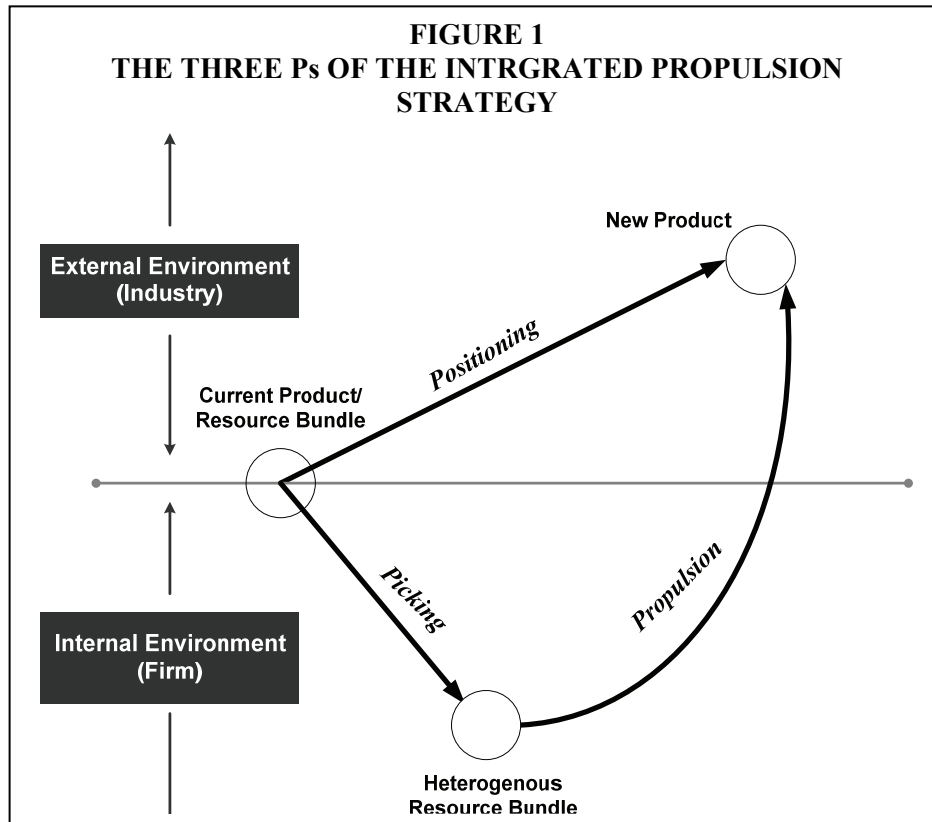 FIGURE 1
THE THREE Ps OF THE INTRGRATED PROPULSION
STRATEGY
New Product
External Environment
(Industry)
Positioning
Current Product/
Resource Bundle
Picking
Propulsion
Internal Environment
(Firm)
Heterogenous
Resource Bundle